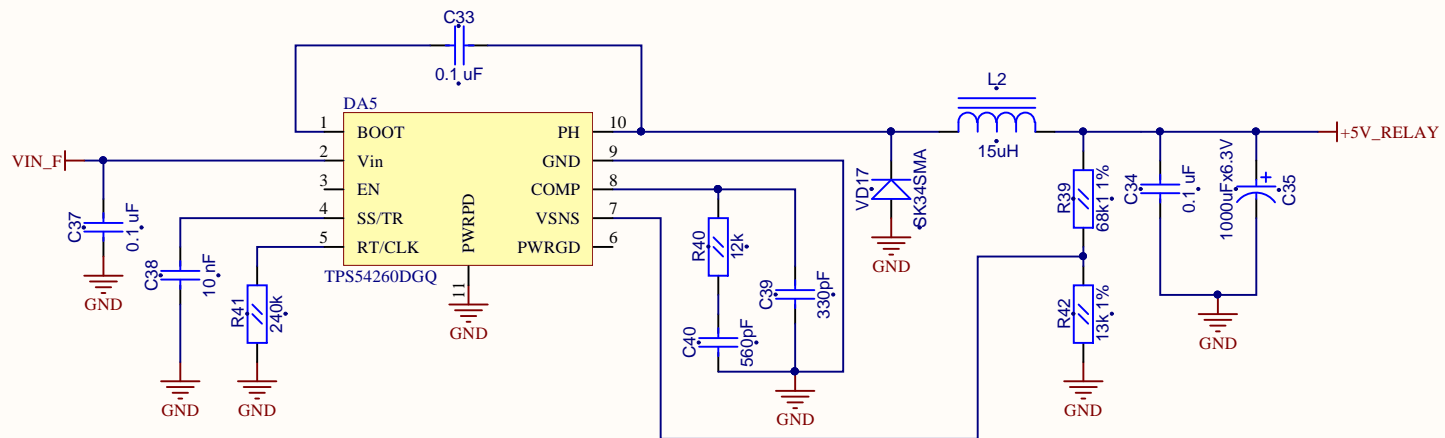 C33
0.1 uF
DA5
TPS54260DGQ
1 BOOT
2 Vin
3 EN
4 SS/TR
5 RT/CLK
PH 10
GND 9
COMP 8
VSNS 7
PWRGD 6
PWRPD
11
GND
VIN_F
C37
0.1 uF
GND
C38
10 nF
GND
R41
240k
GND
R40
12k
C40
560pF
C39
330pF
GND
VD17
SK34SMA
GND
L2
15uH
R39
68k1 1%
R42
13k 1%
GND
C34
0.1 uF
1000uFx6.3V
+
C35
GND
+5V_RELAY